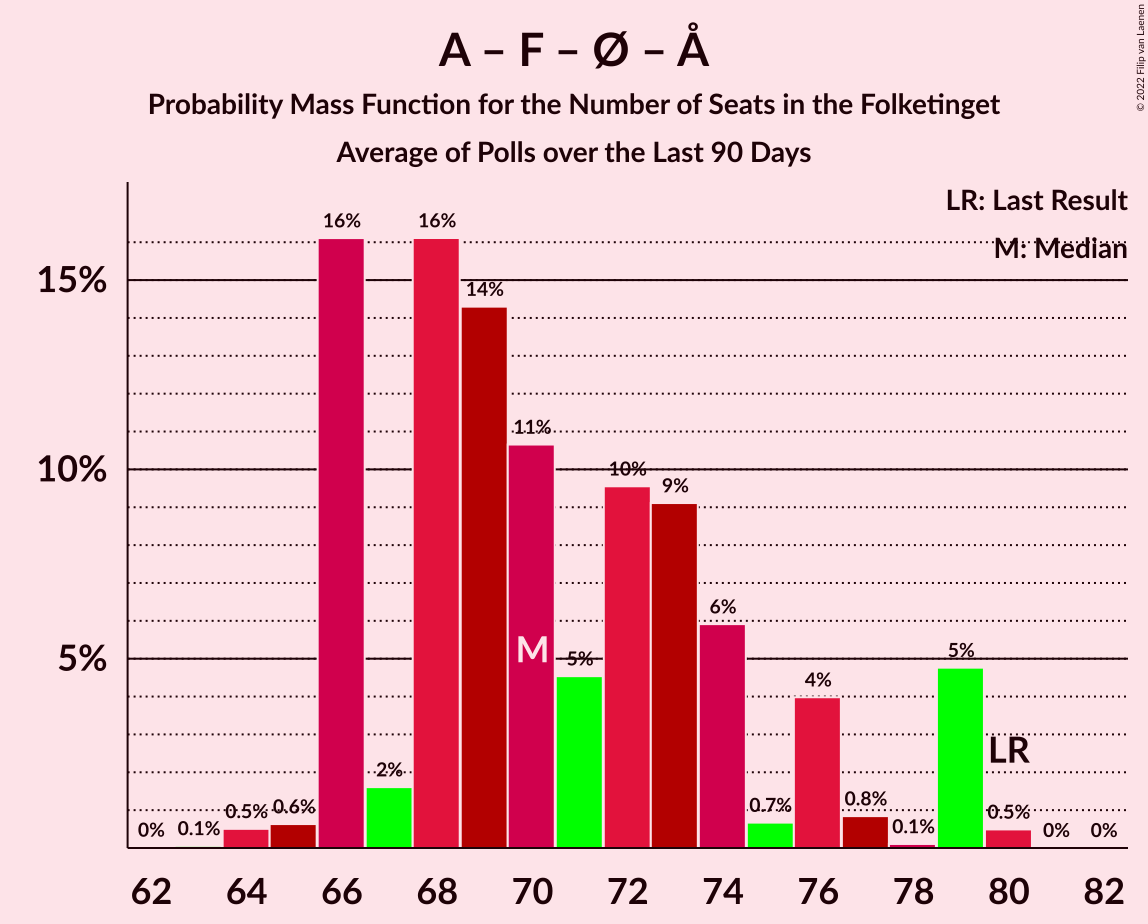 A – F – Ø – Å
Probability Mass Function for the Number of Seats in the Folketinget
Average of Polls over the Last 90 Days
© 2022 Filip van Laenen
LR: Last Result
M: Median
15%
10%
5%
0%
0.1%
0.5%
0.6%
16%
2%
16%
14%
11%
5%
10%
9%
6%
0.7%
4%
0.8%
0.1%
5%
0.5%
0%
0%
M
LR
62 64 66 68 70 72 74 76 78 80 82